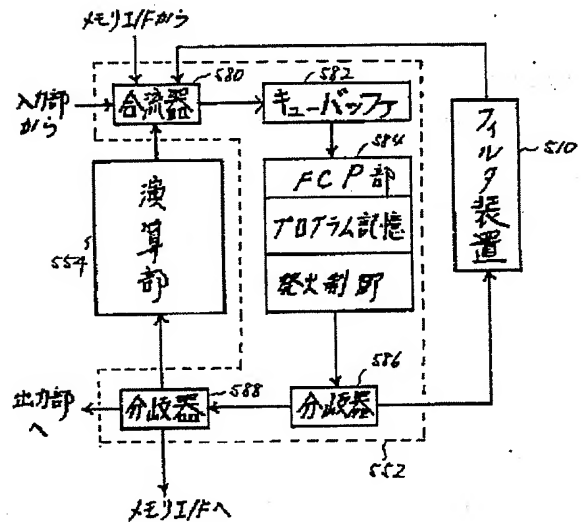 メモリI/Fから
580
582
入力部
から
合流器
キューバッファ
584
FCP部
プログラム記憶
発火制御
演算部
554
フィルタ装置
510
586
588
出力部
へ
分岐器
分岐器
552
メモリI/Fへ